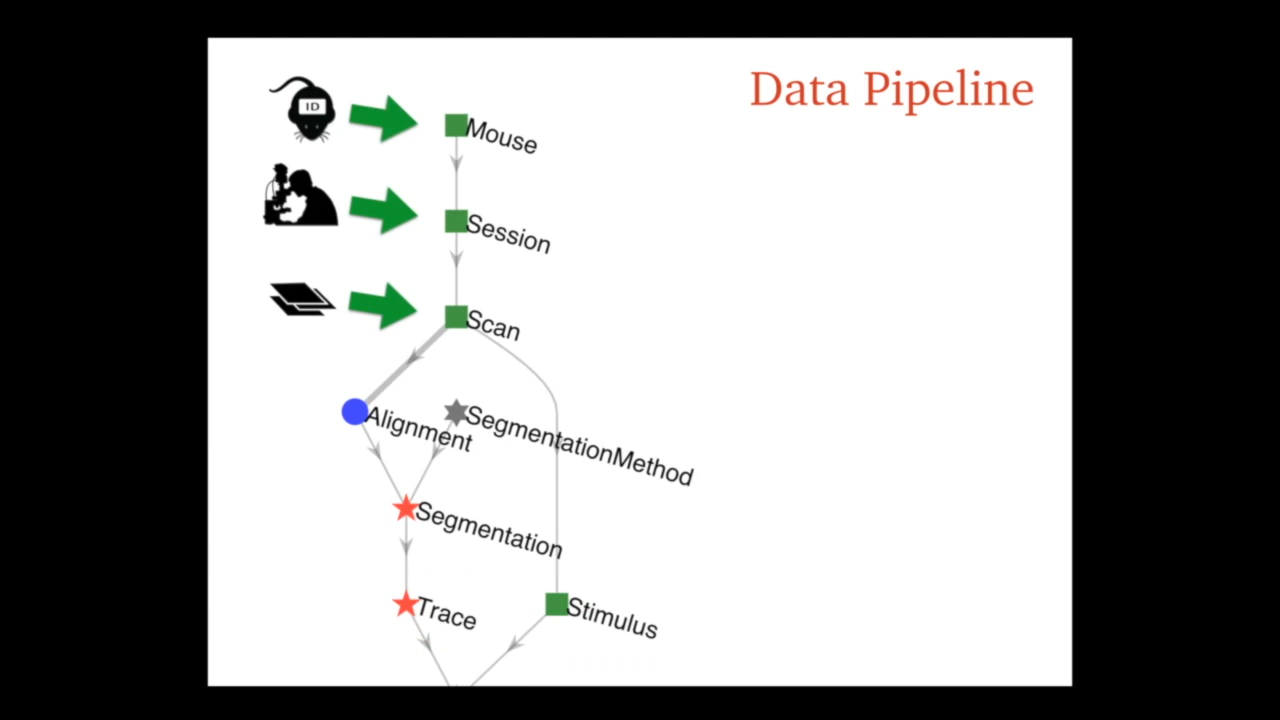 Data Pipeline
ID
Mouse
Session
Scan
Alignment
SegmentationMethod
Segmentation
Trace
Stimulus